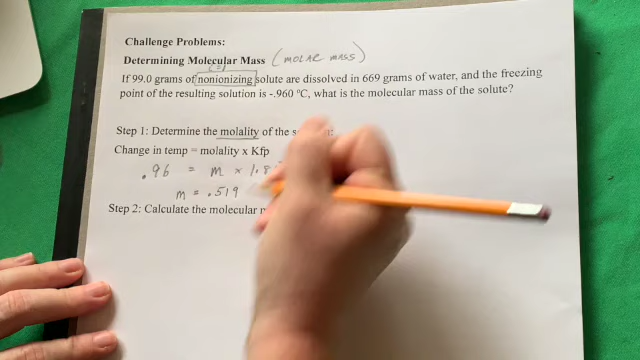 Challenge Problems:
Determining Molecular Mass (MOLAR MASS)
(i=1)
If 99.0 grams of nonionizing solute are dissolved in 669 grams of water, and the freezing
point of the resulting solution is -.960 °C, what is the molecular mass of the solute?
Step 1: Determine the molality of the
Change in temp = molality x Kfp
.96 = m x 1.8
m = .519
Step 2: Calculate the molecular